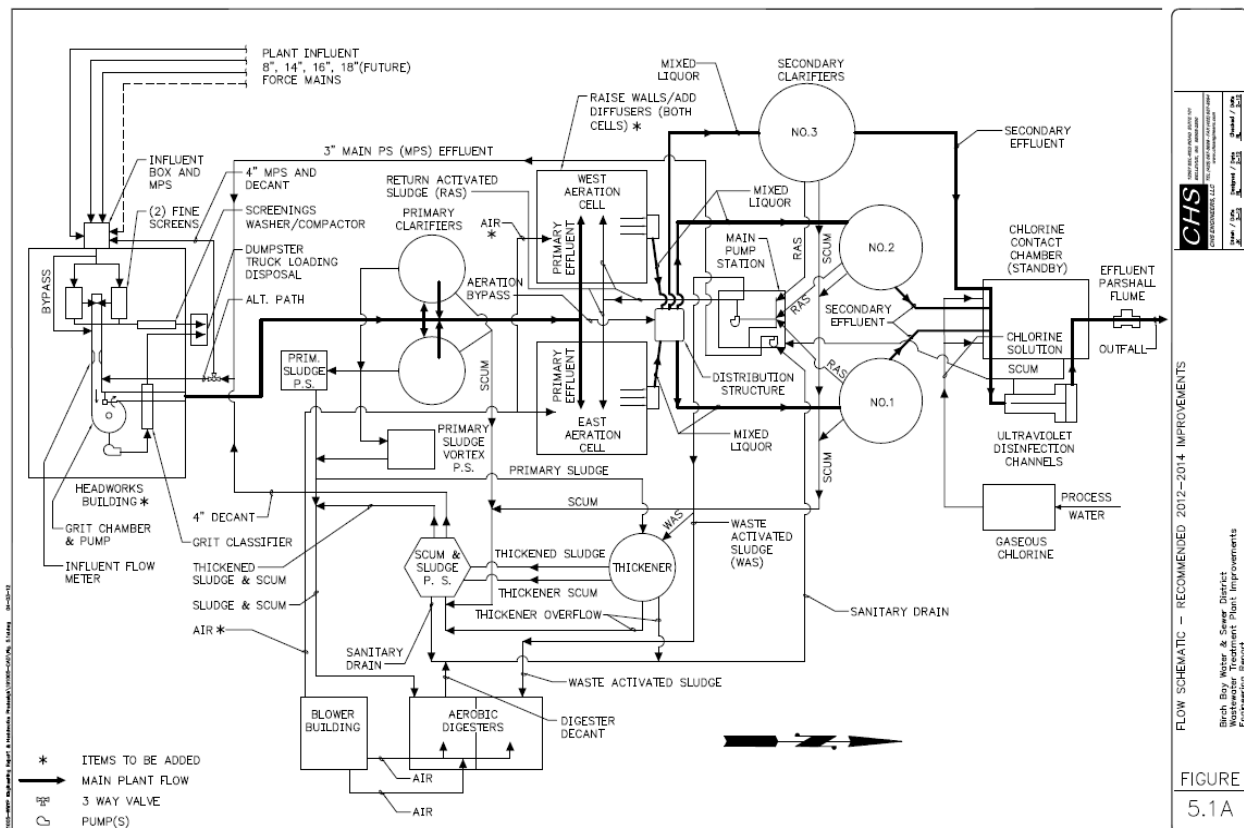 PLANT INFLUENT
8", 14", 16", 18"(FUTURE)
FORCE MAINS
INFLUENT
BOX AND
MPS
4" MPS AND
DECANT
(2) FINE
SCREENS
SCREENINGS
WASHER/COMPACTOR
DUMPSTER
TRUCK LOADING
DISPOSAL
ALT. PATH
BYPASS
HEADWORKS
BUILDING *
GRIT CHAMBER
& PUMP
INFLUENT FLOW
METER
4" DECANT
GRIT CLASSIFIER
THICKENED
SLUDGE & SCUM
SLUDGE & SCUM
AIR *
3" MAIN PS (MPS) EFFLUENT
RETURN ACTIVATED
SLUDGE (RAS)
PRIMARY
CLARIFIERS
AIR
*
AERATION
BYPASS
PRIM.
SLUDGE
P.S.
SCUM
PRIMARY
SLUDGE
VORTEX
P.S.
PRIMARY SLUDGE
SCUM
RAISE WALLS/ADD
DIFFUSERS (BOTH
CELLS) *
WEST
AERATION
CELL
PRIMARY
EFFLUENT
PRIMARY
EFFLUENT
EAST
AERATION
CELL
MIXED
LIQUOR
SECONDARY
CLARIFIERS
NO.3
MIXED
LIQUOR
MAIN
PUMP
STATION
RAS
SCUM
NO.2
RAS
SECONDARY
EFFLUENT
RAS
NO.1
DISTRIBUTION
STRUCTURE
MIXED
LIQUOR
SCUM
SECONDARY
EFFLUENT
CHLORINE
CONTACT
CHAMBER
(STANDBY)
EFFLUENT
PARSHALL
FLUME
OUTFALL
CHLORINE
SOLUTION
SCUM
ULTRAVIOLET
DISINFECTION
CHANNELS
PROCESS
WATER
GASEOUS
CHLORINE
WAS
WASTE
ACTIVATED
SLUDGE
(WAS)
SCUM &
SLUDGE
P. S.
THICKENED SLUDGE
THICKENER SCUM
THICKENER
THICKENER OVERFLOW
SANITARY DRAIN
SANITARY
DRAIN
WASTE ACTIVATED SLUDGE
BLOWER
BUILDING
AEROBIC
DIGESTERS
DIGESTER
DECANT
AIR
AIR
* ITEMS TO BE ADDED
MAIN PLANT FLOW
3 WAY VALVE
PUMP(S)
CHS
CHS ENGINEERS, LLC
FLOW SCHEMATIC - RECOMMENDED 2012-2014 IMPROVEMENTS
Birch Bay Water & Sewer District
Wastewater Treatment Plant Improvements
Engineering Report
FIGURE
5.1A